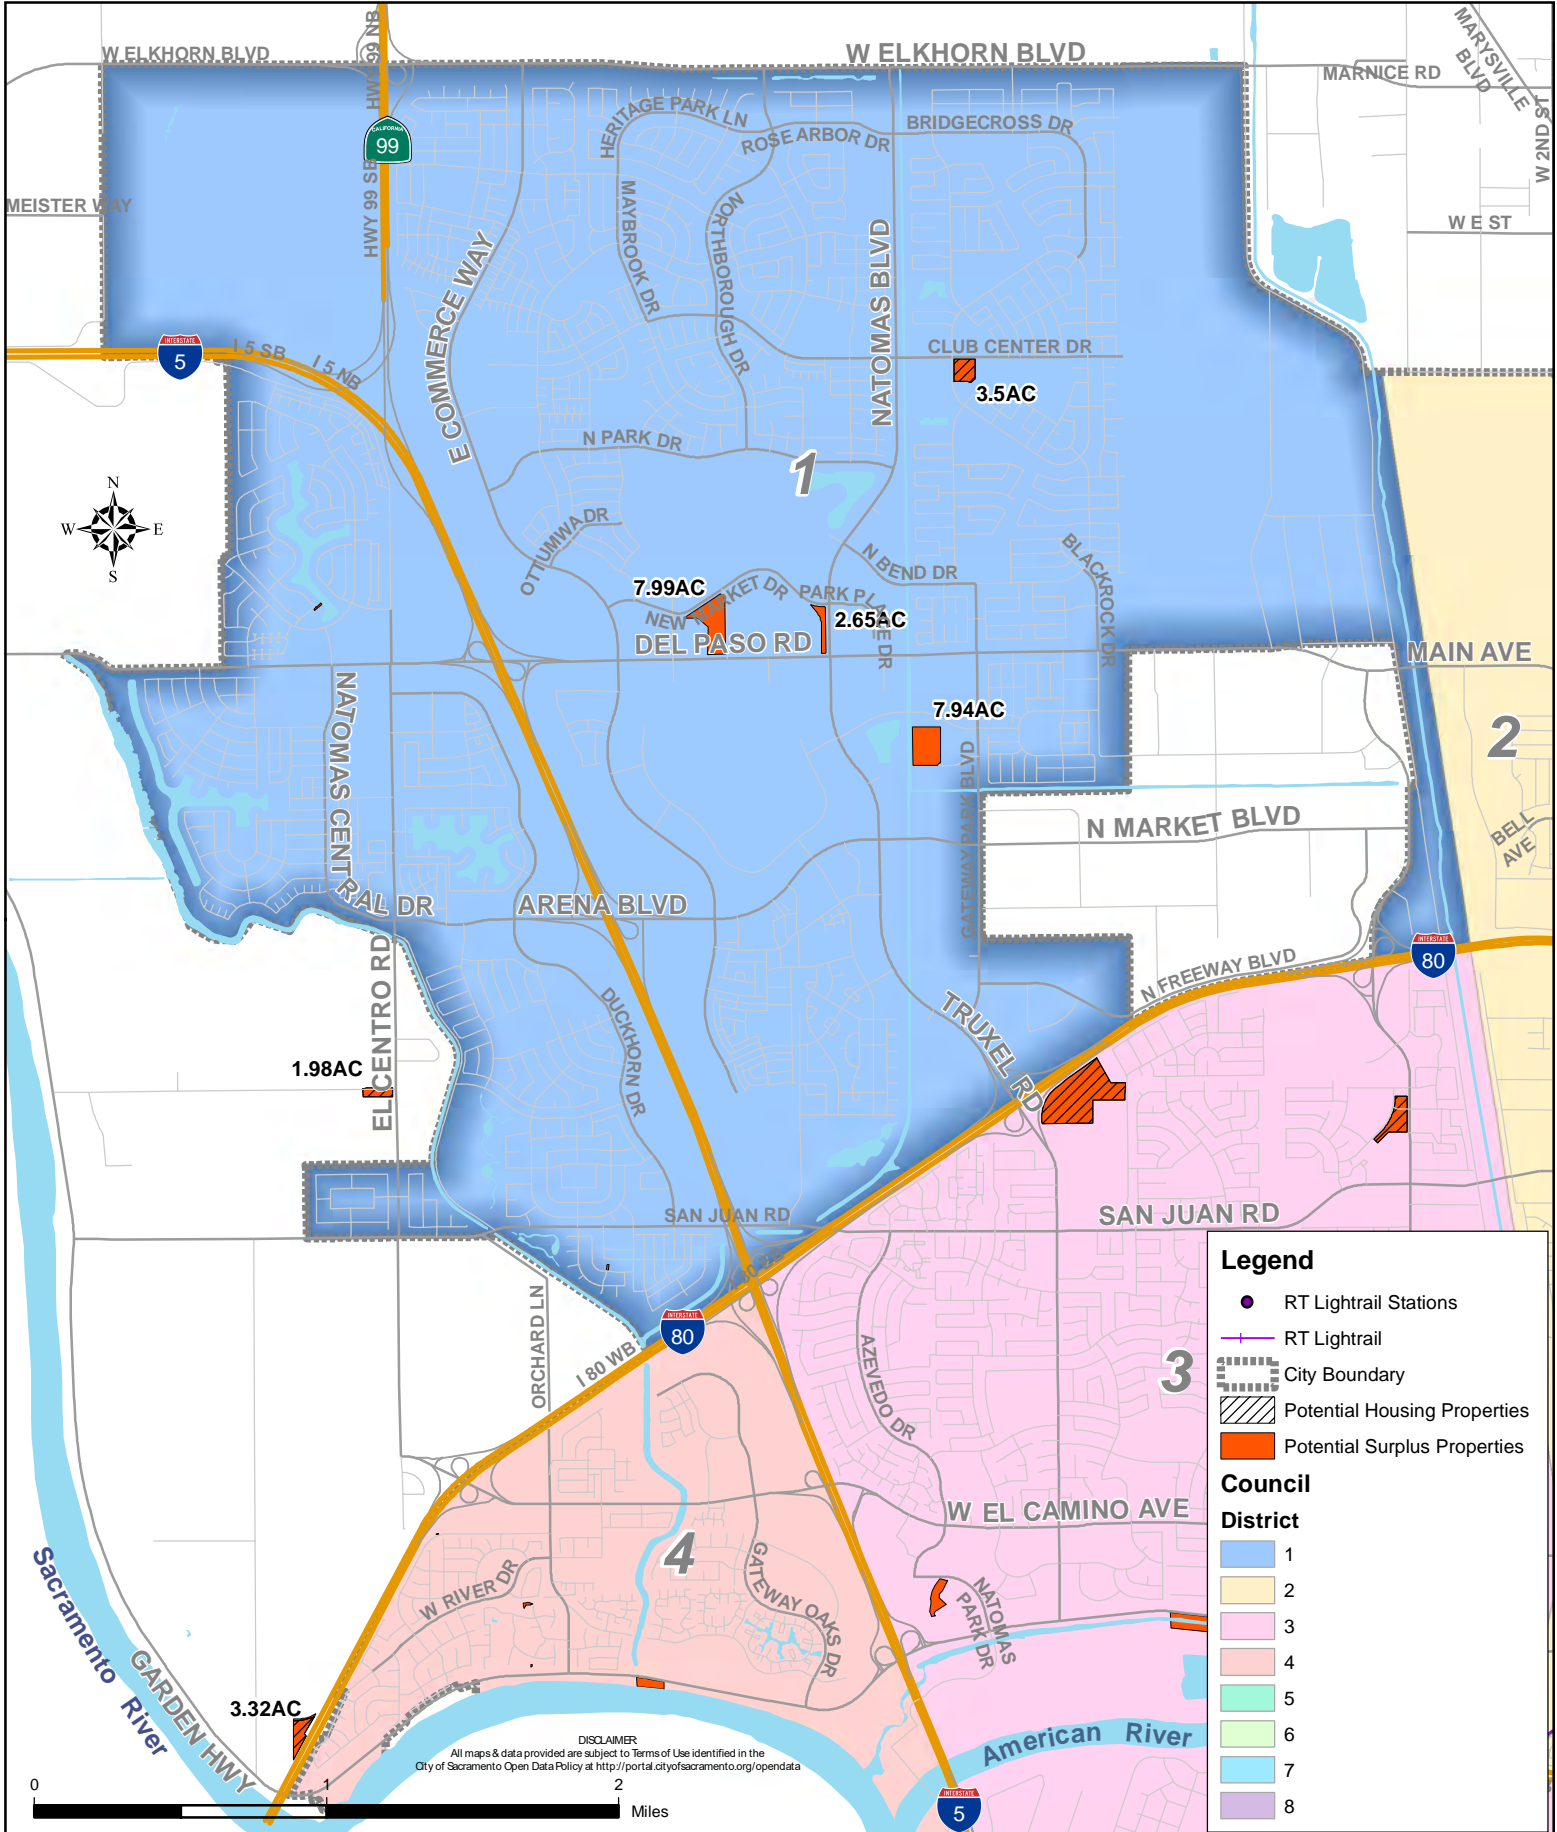 W ELKHORN BLVD
HWY 99 NB
W ELKHORN BLVD
MARYSVILLE
BLVD
MARNICE RD
W 2ND ST
CALIFORNIA
99
HERITAGE PARK LN
ROSE ARBOR DR
BRIDGECROSS DR
HWY 99 SB
MEISTER WAY
MAYBROOK DR
NORTHBOROUGH DR
NATOMAS BLVD
W E ST
E COMMERCE WAY
INTERSTATE
5
I 5 SB
I 5 NB
CLUB CENTER DR
3.5AC
N PARK DR
1
N
W
E
S
OTTUMWA DR
N BEND DR
BLACKROCK DR
7.99AC
NEW MARKET DR
PARK PLACE DR
2.65AC
DEL PASO RD
MAIN AVE
NATOMAS CENTRAL DR
7.94AC
2
GATEWAY PARK BLVD
N MARKET BLVD
BELL
AVE
ARENA BLVD
EL CENTRO RD
N FREEWAY BLVD
INTERSTATE
80
DUCKHORN DR
TRUXEL RD
1.98AC
SAN JUAN RD
SAN JUAN RD
ORCHARD LN
INTERSTATE
80
I 80 WB
AZEVEDO DR
3
W EL CAMINO AVE
4
GATEWAY OAKS DR
W RIVER DR
NATOMAS
PARK DR
Sacramento River
GARDEN HWY
3.32AC
American River
INTERSTATE
5
Legend
RT Lightrail Stations
RT Lightrail
City Boundary
Potential Housing Properties
Potential Surplus Properties
Council
District
1
2
3
4
5
6
7
8
DISCLAIMER:
All maps & data provided are subject to Terms of Use identified in the
City of Sacramento Open Data Policy at http://portal.cityofsacramento.org/opendata
0
1
2
Miles